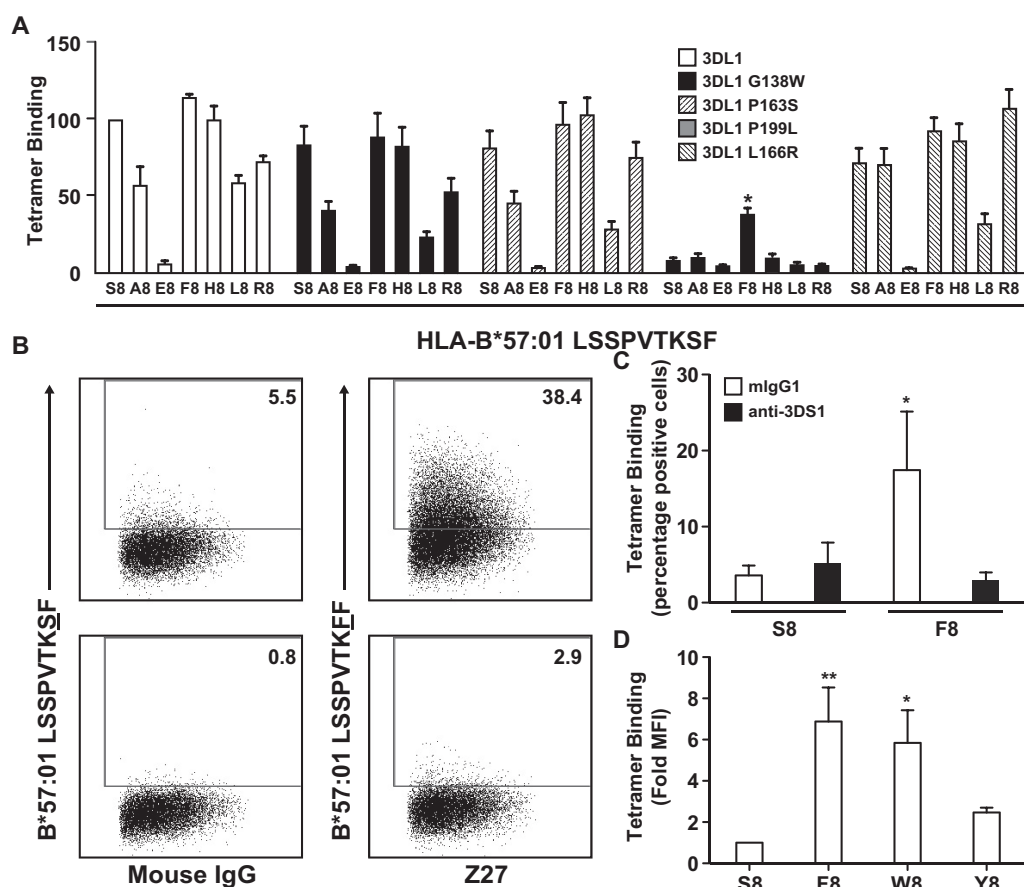 A
150
100
50
0
Tetramer Binding
3DL1
3DL1 G138W
3DL1 P163S
3DL1 P199L
3DL1 L166R
*
S8 A8 E8 F8 H8 L8 R8
S8 A8 E8 F8 H8 L8 R8
S8 A8 E8 F8 H8 L8 R8
S8 A8 E8 F8 H8 L8 R8
S8 A8 E8 F8 H8 L8 R8
HLA-B*57:01 LSSPVTKSF
B
B*57:01 LSSPVTKSF
B*57:01 LSSPVTKFF
5.5
38.4
0.8
2.9
Mouse IgG
Z27
C
Tetramer Binding
(percentage positive cells)
30
20
10
0
mIgG1
anti-3DS1
*
S8
F8
D
Tetramer Binding
(Fold MFI)
10
8
6
4
2
0
**
*
S8
F8
W8
Y8